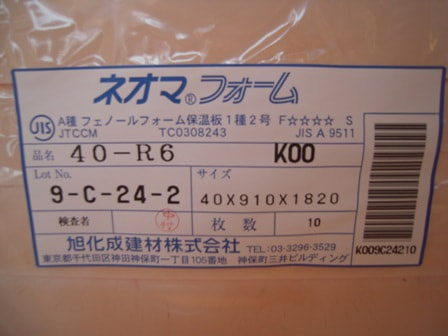 ネオマ®フォーム
JIS A種 フェノールフォーム保温板1種2号 F☆☆☆☆ S
JTCCM TC0308243 JIS A 9511
品名 40-R6 K00
Lot No. サイズ
9-C-24-2 40X910X1820
検査者 枚数 10
旭化成建材株式会社 TEL:03-3296-3529
東京都千代田区神田神保町一丁目105番地 神保町三井ビルディング
K009C24210